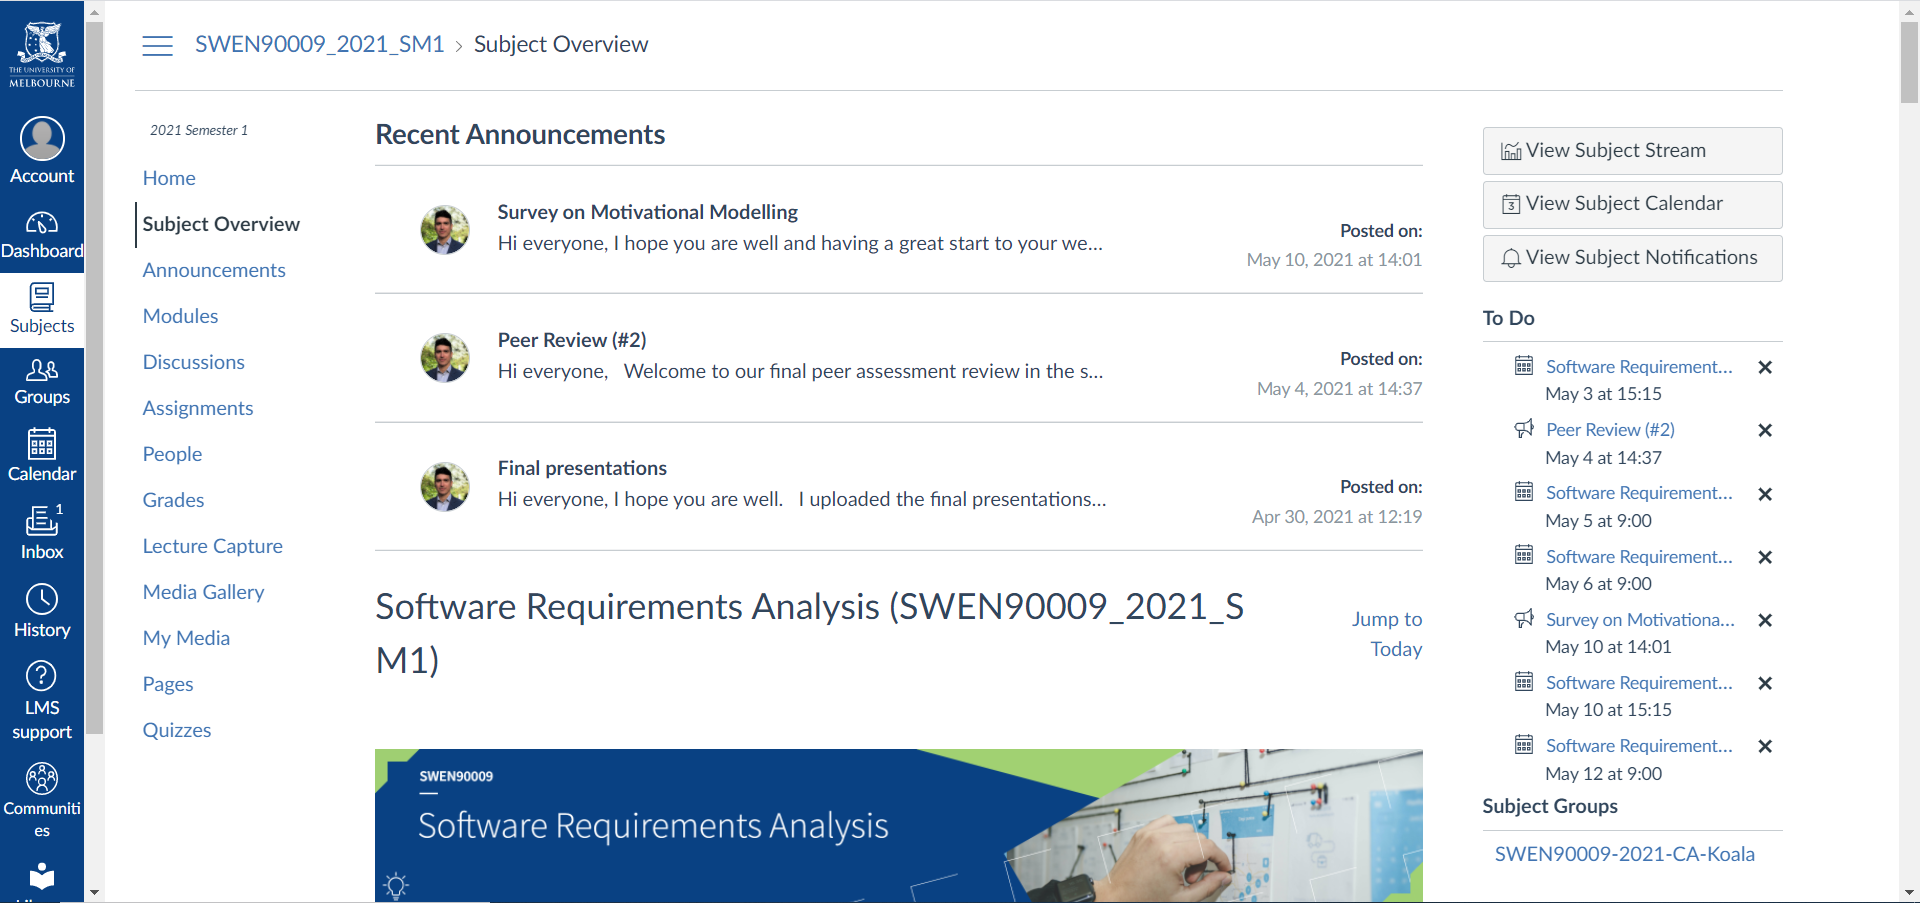 THE UNIVERSITY OF
MELBOURNE
Account
Dashboard
Subjects
Groups
Calendar
1
Inbox
History
LMS
support
Communiti
es
SWEN90009_2021_SM1 > Subject Overview
2021 Semester 1
Home
Subject Overview
Announcements
Modules
Discussions
Assignments
People
Grades
Lecture Capture
Media Gallery
My Media
Pages
Quizzes
Recent Announcements
Survey on Motivational Modelling
Hi everyone, I hope you are well and having a great start to your we...
Posted on:
May 10, 2021 at 14:01
Peer Review (#2)
Hi everyone,   Welcome to our final peer assessment review in the s...
Posted on:
May 4, 2021 at 14:37
Final presentations
Hi everyone, I hope you are well.   I uploaded the final presentations...
Posted on:
Apr 30, 2021 at 12:19
Software Requirements Analysis (SWEN90009_2021_S
M1)
Jump to
Today
SWEN90009
Software Requirements Analysis
View Subject Stream
3
View Subject Calendar
View Subject Notifications
To Do
Software Requirement...
May 3 at 15:15
Peer Review (#2)
May 4 at 14:37
Software Requirement...
May 5 at 9:00
Software Requirement...
May 6 at 9:00
Survey on Motivationa...
May 10 at 14:01
Software Requirement...
May 10 at 15:15
Software Requirement...
May 12 at 9:00
Subject Groups
SWEN90009-2021-CA-Koala